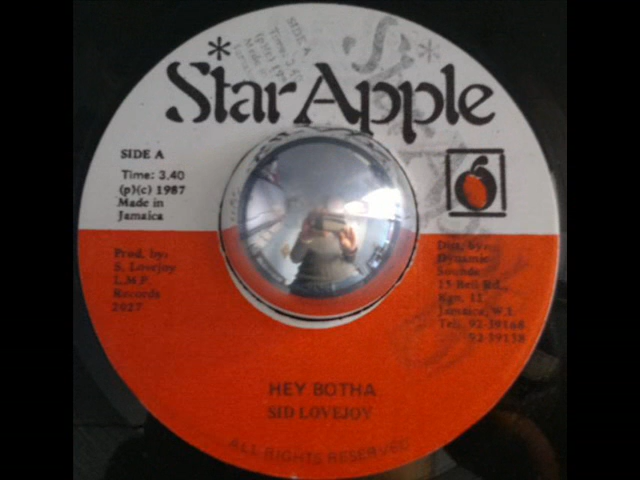 *
Star Apple
SIDE A
Time: 3.40
(p)(c) 1987
Made in
Jamaica
Prod. by:
S. Lovejoy
L.M.P.
Records
2027
Dist. by:
Dynamic
Sounds
15 Bell Rd.,
Kgn. 11
Jamaica, W.I.
Tel: 92-39168
92-39138
HEY BOTHA
SID LOVEJOY
ALL RIGHTS RESERVED